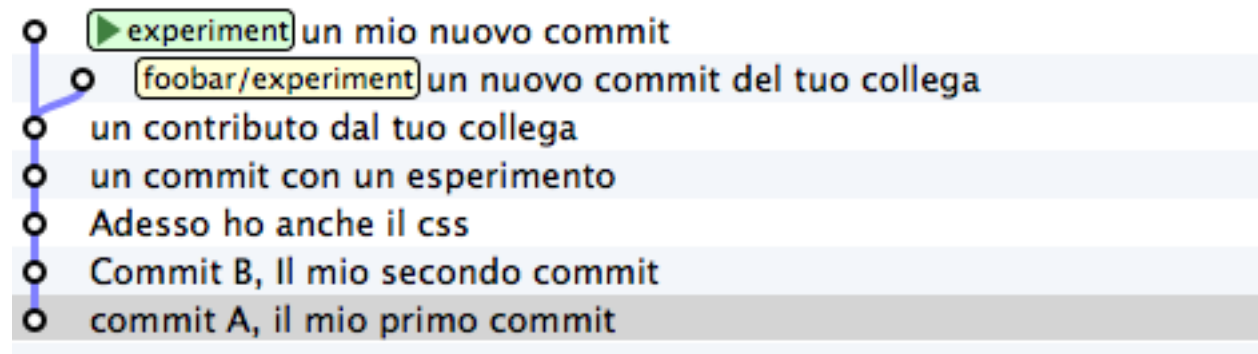 experiment un mio nuovo commit
foobar/experiment un nuovo commit del tuo collega
un contributo dal tuo collega
un commit con un esperimento
Adesso ho anche il css
Commit B, Il mio secondo commit
commit A, il mio primo commit